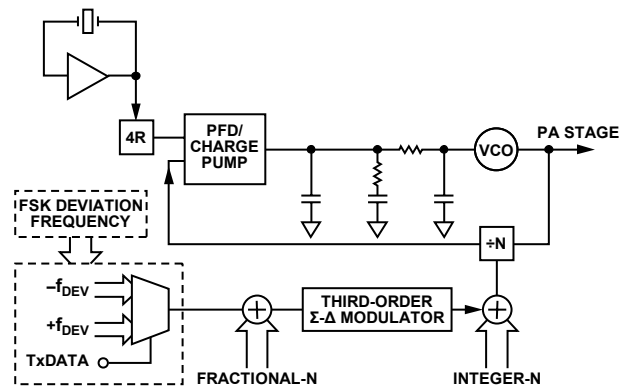 4R
PFD/
CHARGE
PUMP
VCO
PA STAGE
FSK DEVIATION
FREQUENCY
÷N
–fDEV
+fDEV
TxDATA
THIRD-ORDER
Σ-Δ MODULATOR
FRACTIONAL-N
INTEGER-N